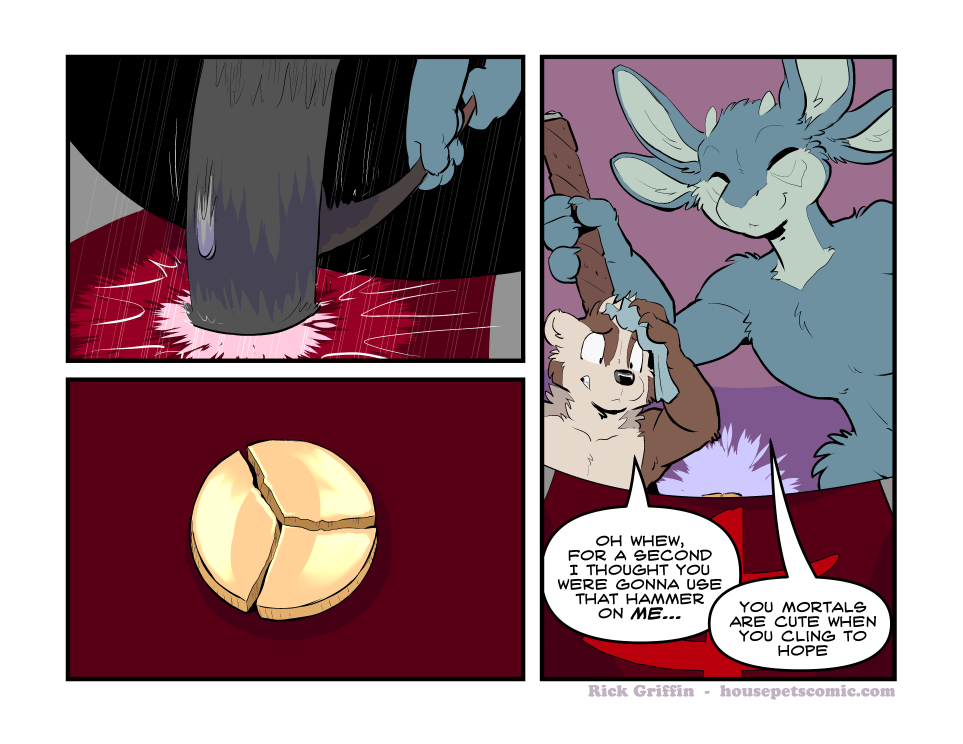 OH WHEW,
FOR A SECOND
I THOUGHT YOU
WERE GONNA USE
THAT HAMMER
ON ME...
YOU MORTALS
ARE CUTE WHEN
YOU CLING TO
HOPE
Rick Griffin - housepetscomic.com